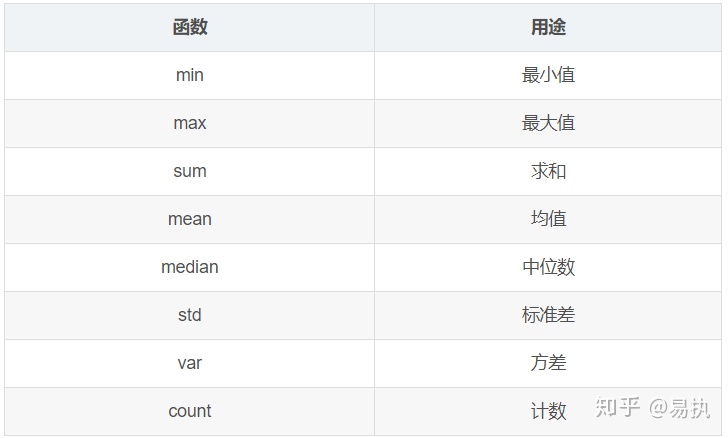 函数 用途
min 最小值
max 最大值
sum 求和
mean 均值
median 中位数
std 标准差
var 方差
count 计数
知乎 @易执